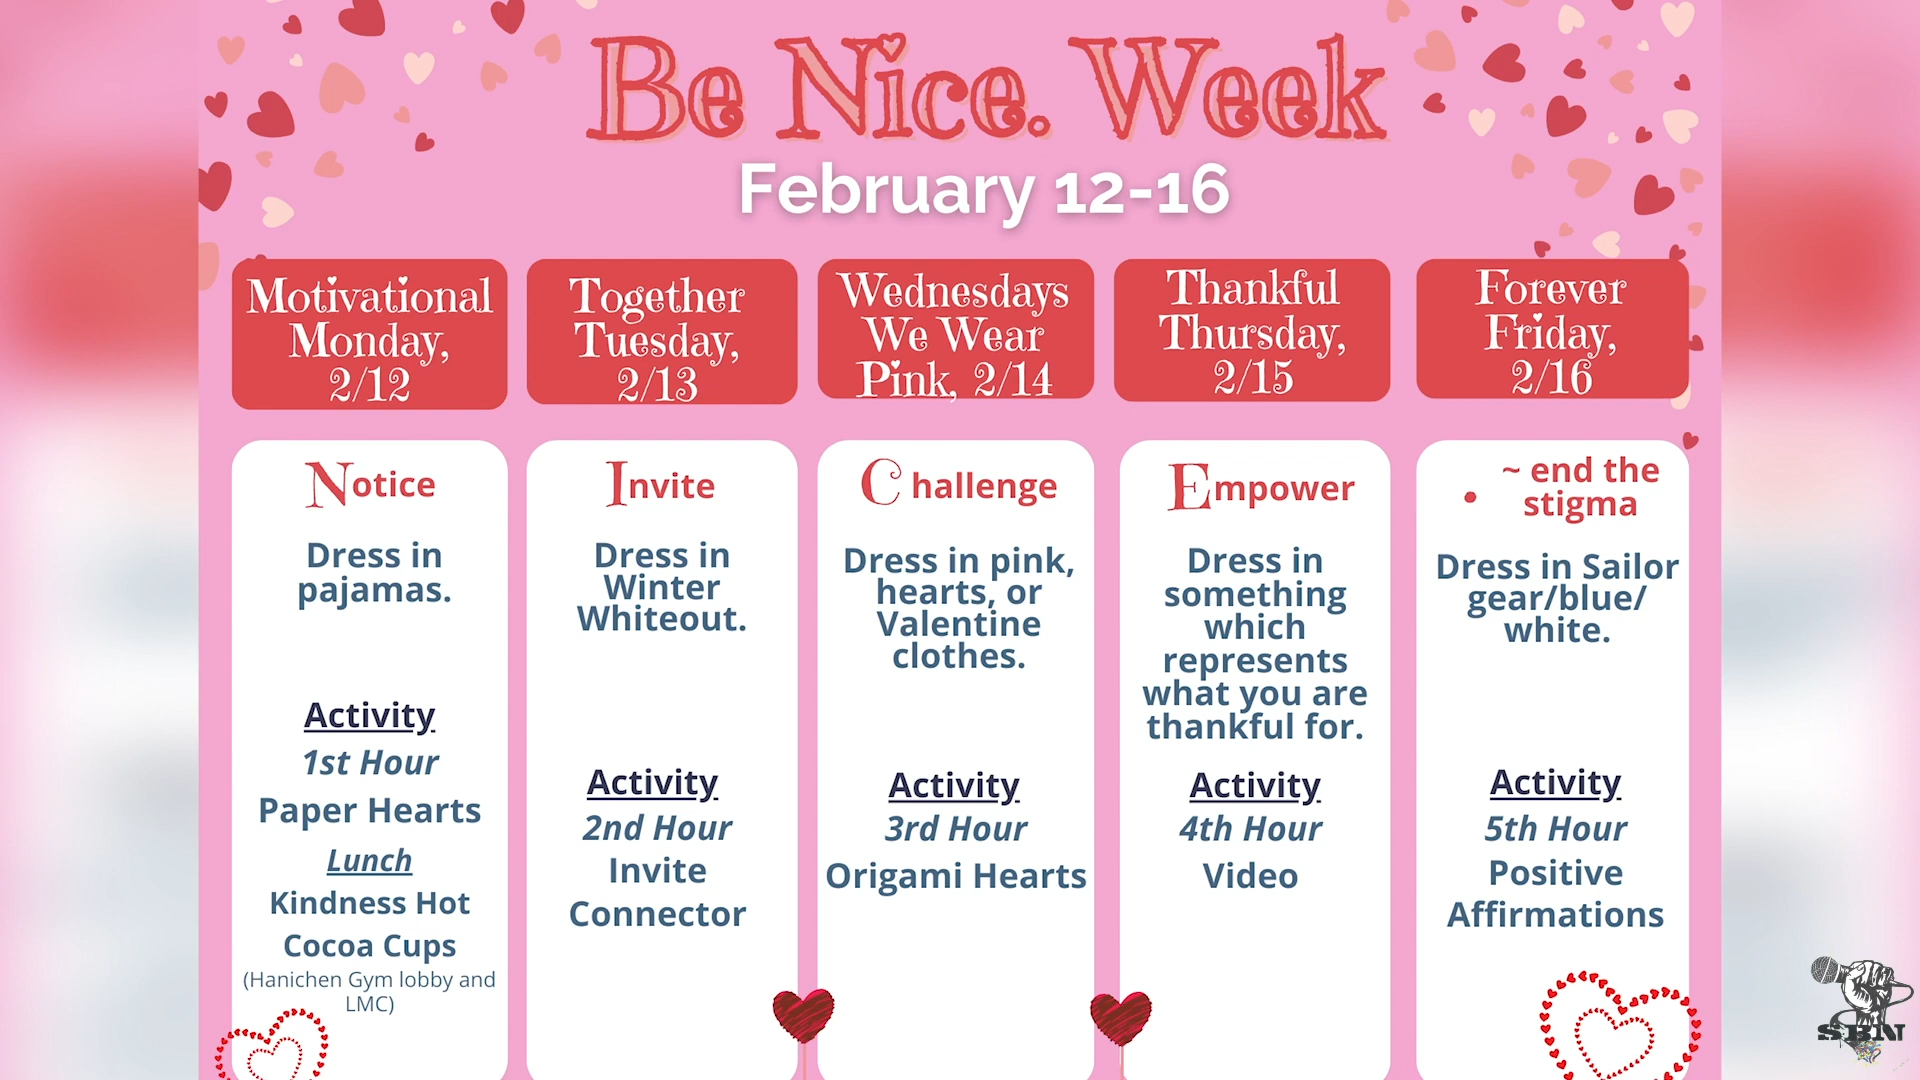 Be Nice. Week
February 12-16
Motivational
Monday,
2/12
Notice
Dress in
pajamas.
Activity
1st Hour
Paper Hearts
Lunch
Kindness Hot
Cocoa Cups
(Hanichen Gym lobby and
LMC)
Together
Tuesday,
2/13
Invite
Dress in
Winter
Whiteout.
Activity
2nd Hour
Invite
Connector
Wednesdays
We Wear
Pink, 2/14
C hallenge
Dress in pink,
hearts, or
Valentine
clothes.
Activity
3rd Hour
Origami Hearts
Thankful
Thursday,
2/15
Empower
Dress in
something
which
represents
what you are
thankful for.
Activity
4th Hour
Video
Forever
Friday,
2/16
. ~ end the
stigma
Dress in Sailor
gear/blue/
white.
Activity
5th Hour
Positive
Affirmations
SBN